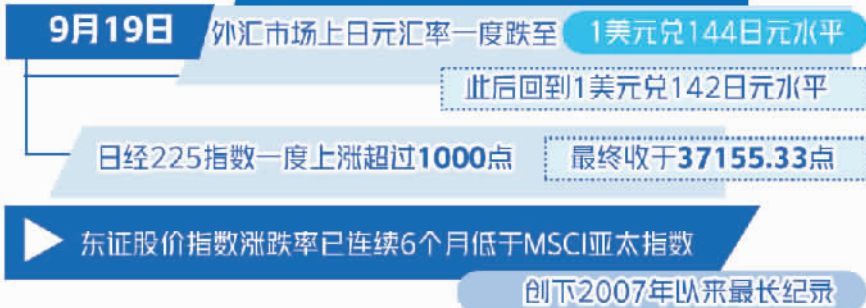 9月19日 外汇市场上日元汇率一度跌至 1美元兑144日元水平
此后回到1美元兑142日元水平
日经225指数一度上涨超过1000点 最终收于37155.33点
东证股价指数涨跌率已连续6个月低于MSCI亚太指数
创下2007年以来最长纪录